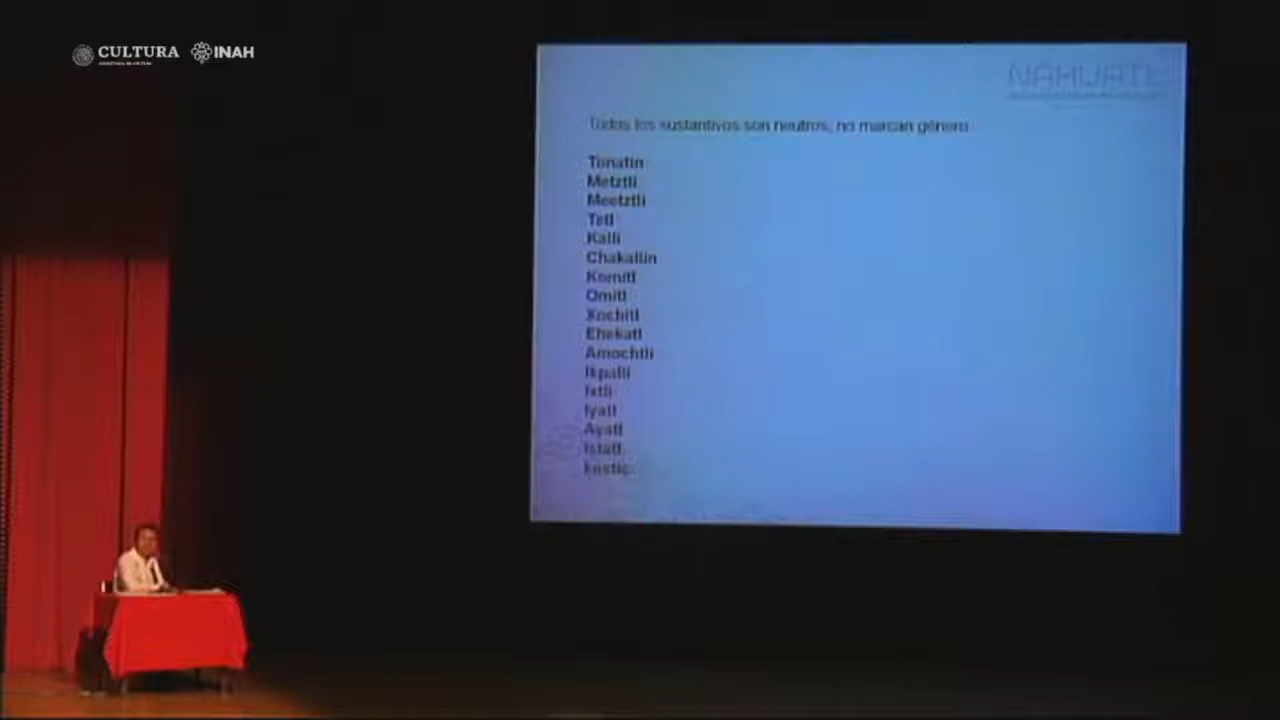 CULTURA
INAH
NAHUATL
Todos los sustantivos son neutros, no marcan género
Tonatin
Metztli
Meetztli
Tetl
Kalli
Chakallin
Komitl
Omitl
Xochitl
Ehekatl
Amochtli
Ikpalli
Ixtli
Iyatl
Ayatl
Istatl